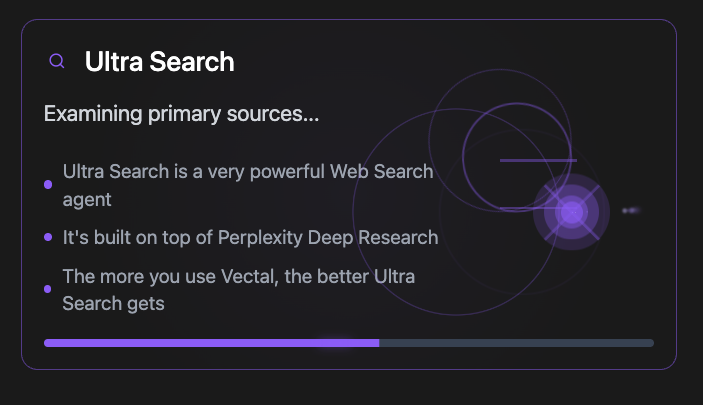 Ultra Search
Examining primary sources...
Ultra Search is a very powerful Web Search
agent
It's built on top of Perplexity Deep Research
The more you use Vectal, the better Ultra
Search gets